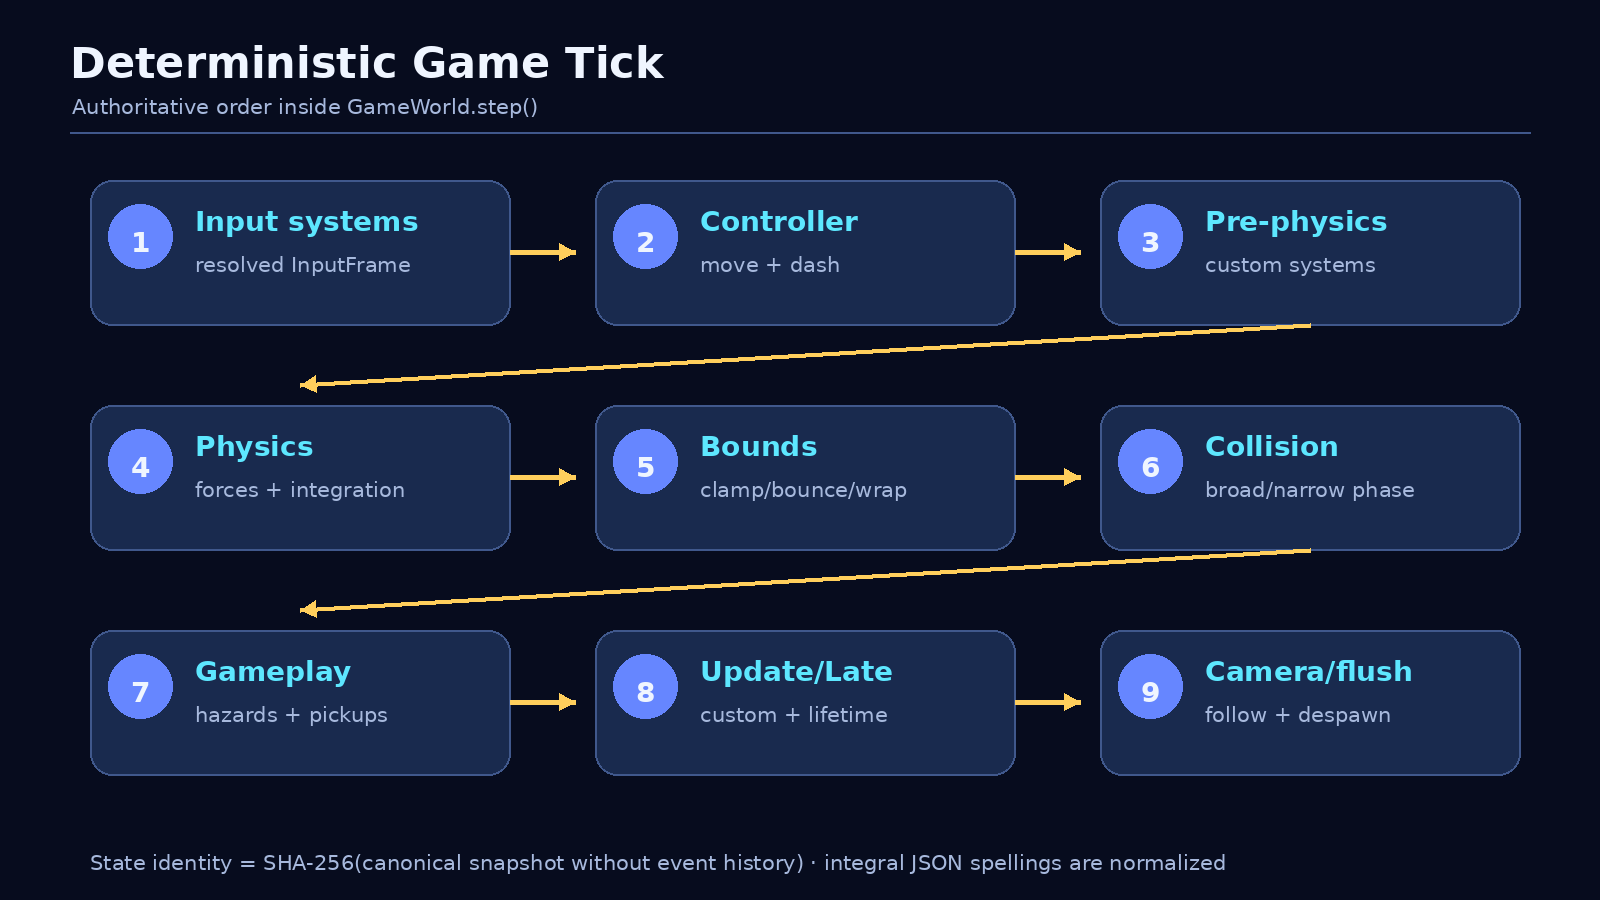 Deterministic Game Tick
Authoritative order inside GameWorld.step()
1
Input systems
resolved InputFrame
2
Controller
move + dash
3
Pre-physics
custom systems
4
Physics
forces + integration
5
Bounds
clamp/bounce/wrap
6
Collision
broad/narrow phase
7
Gameplay
hazards + pickups
8
Update/Late
custom + lifetime
9
Camera/flush
follow + despawn
State identity = SHA-256(canonical snapshot without event history) · integral JSON spellings are normalized